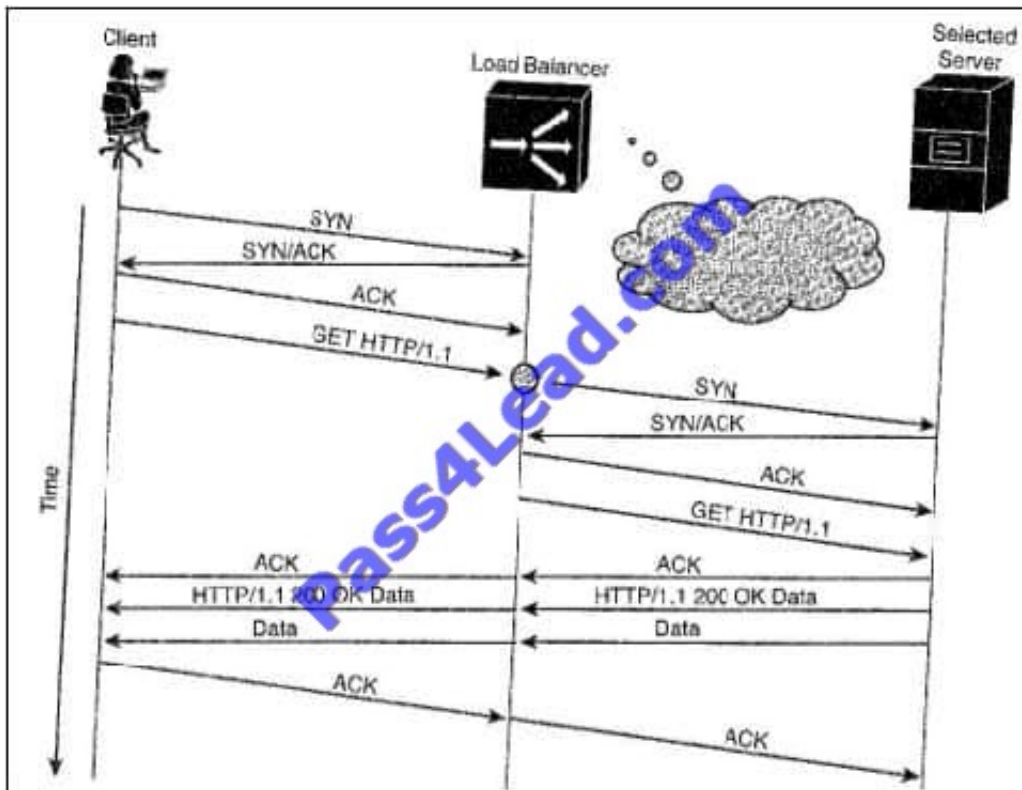 Client
Load Balancer
Selected
Server
SYN
SYN/ACK
ACK
GET HTTP/1.1
SYN
SYN/ACK
ACK
GET HTTP/1.1
Time
ACK
ACK
HTTP/1.1 200 OK Data
HTTP/1.1 200 OK Data
Data
Data
ACK
ACK
Pass4Lead.com